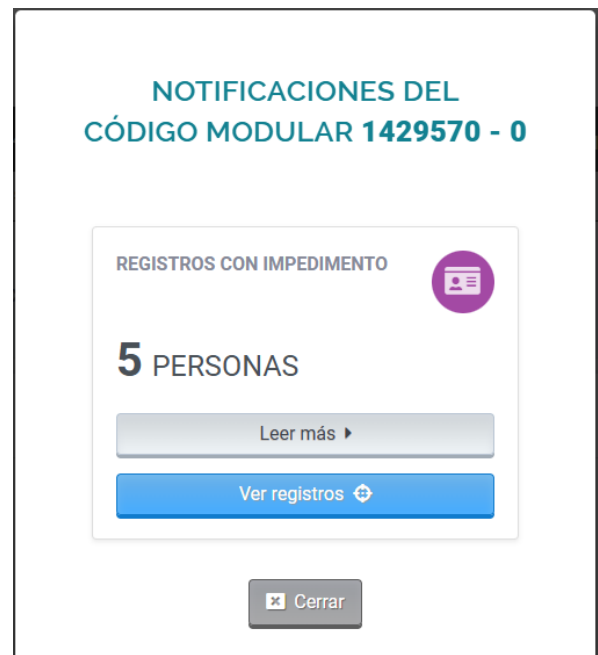 NOTIFICACIONES DEL
CÓDIGO MODULAR 1429570 - 0
REGISTROS CON IMPEDIMENTO
5 PERSONAS
Leer más
Ver registros
Cerrar